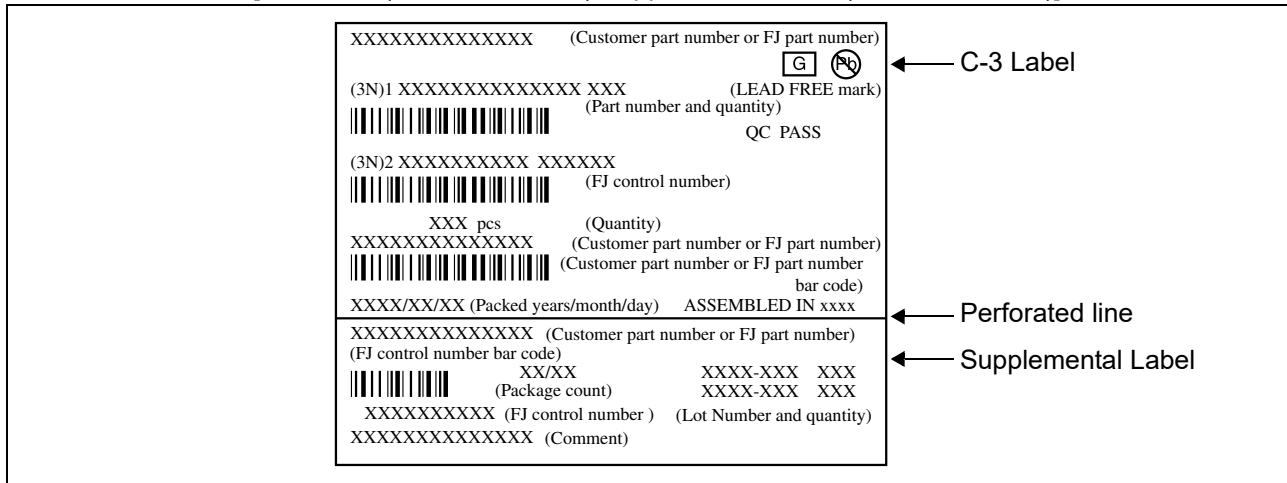 XXXXXXXXXXXXXX (Customer part number or FJ part number)
G Pb
C-3 Label
(3N)1 XXXXXXXXXXXXXX XXX (LEAD FREE mark)
(Part number and quantity)
QC PASS
(3N)2 XXXXXXXXXX XXXXXX
(FJ control number)
XXX pcs (Quantity)
XXXXXXXXXXXXXX (Customer part number or FJ part number)
(Customer part number or FJ part number
bar code)
XXXX/XX/XX (Packed years/month/day) ASSEMBLED IN xxxx
Perforated line
XXXXXXXXXXXXXX (Customer part number or FJ part number)
(FJ control number bar code)
Supplemental Label
XX/XX XXXX-XXX XXX
(Package count) XXXX-XXX XXX
XXXXXXXXXX (FJ control number ) (Lot Number and quantity)
XXXXXXXXXXXXXX (Comment)